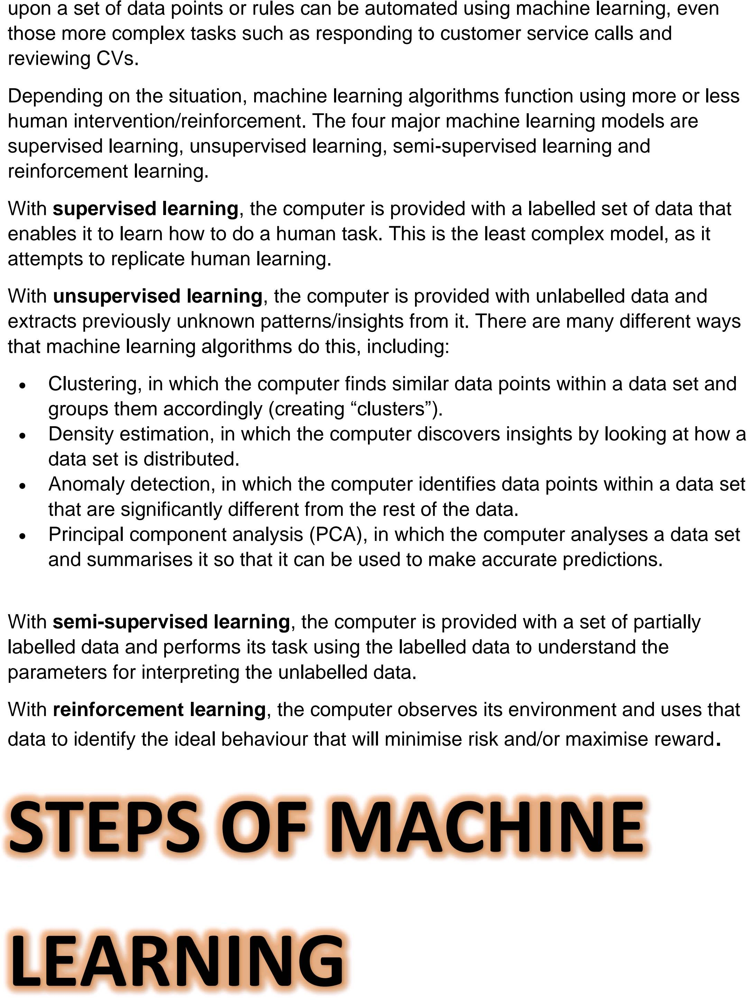 upon a set of data points or rules can be automated using machine learning, even
those more complex tasks such as responding to customer service calls and
reviewing CVs.
Depending on the situation, machine learning algorithms function using more or less
human intervention/reinforcement. The four major machine learning models are
supervised learning, unsupervised learning, semi-supervised learning and
reinforcement learning.
With supervised learning, the computer is provided with a labelled set of data that
enables it to learn how to do a human task. This is the least complex model, as it
attempts to replicate human learning.
With unsupervised learning, the computer is provided with unlabelled data and
extracts previously unknown patterns/insights from it. There are many different ways
that machine learning algorithms do this, including:
• Clustering, in which the computer finds similar data points within a data set and
groups them accordingly (creating “clusters”).
• Density estimation, in which the computer discovers insights by looking at how a
data set is distributed.
• Anomaly detection, in which the computer identifies data points within a data set
that are significantly different from the rest of the data.
• Principal component analysis (PCA), in which the computer analyses a data set
and summarises it so that it can be used to make accurate predictions.
With semi-supervised learning, the computer is provided with a set of partially
labelled data and performs its task using the labelled data to understand the
parameters for interpreting the unlabelled data.
With reinforcement learning, the computer observes its environment and uses that
data to identify the ideal behaviour that will minimise risk and/or maximise reward.
STEPS OF MACHINE
LEARNING